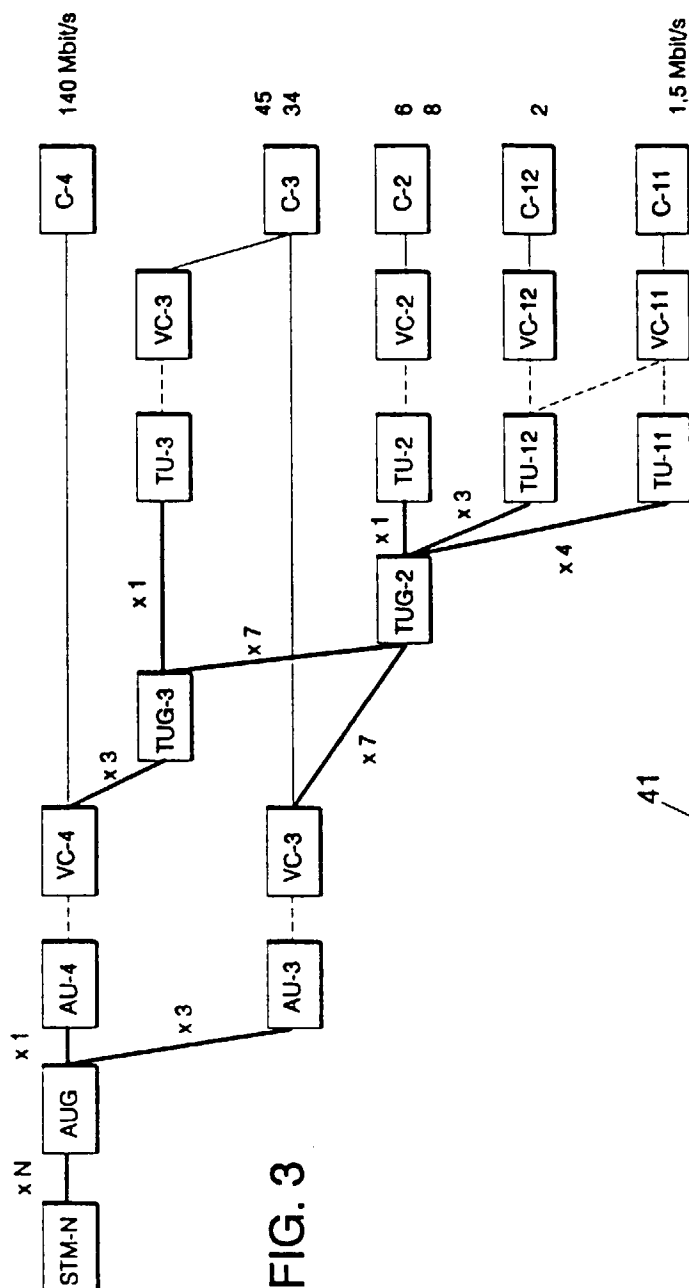 STM-N
x N
AUG
x 1
AU-4
VC-4
C-4
140 Mbit/s
x 3
TUG-3
x 1
TU-3
VC-3
x 3
AU-3
VC-3
x 7
C-3
45
34
x 7
TUG-2
x 1
TU-2
VC-2
C-2
6
8
x 3
TU-12
VC-12
C-12
2
x 4
TU-11
VC-11
C-11
1,5 Mbit/s
FIG. 3
41